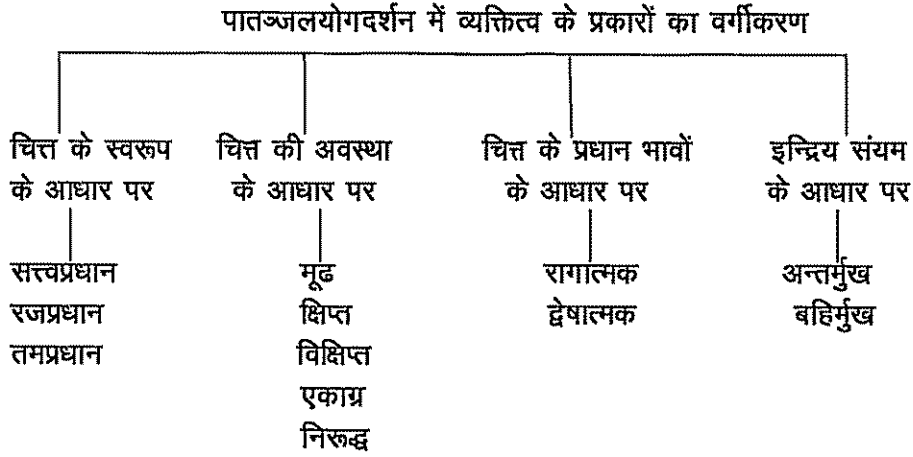 पातञ्जलयोगदर्शन में व्यक्तित्व के प्रकारों का वर्गीकरण
चित्त के स्वरूप
के आधार पर
सत्त्वप्रधान
रजप्रधान
तमप्रधान
चित्त की अवस्था
के आधार पर
मूढ
क्षिप्त
विक्षिप्त
एकाग्र
निरूद्ध
चित्त के प्रधान भावों
के आधार पर
रागात्मक
द्वेषात्मक
इन्द्रिय संयम
के आधार पर
अन्तर्मुख
बहिर्मुख